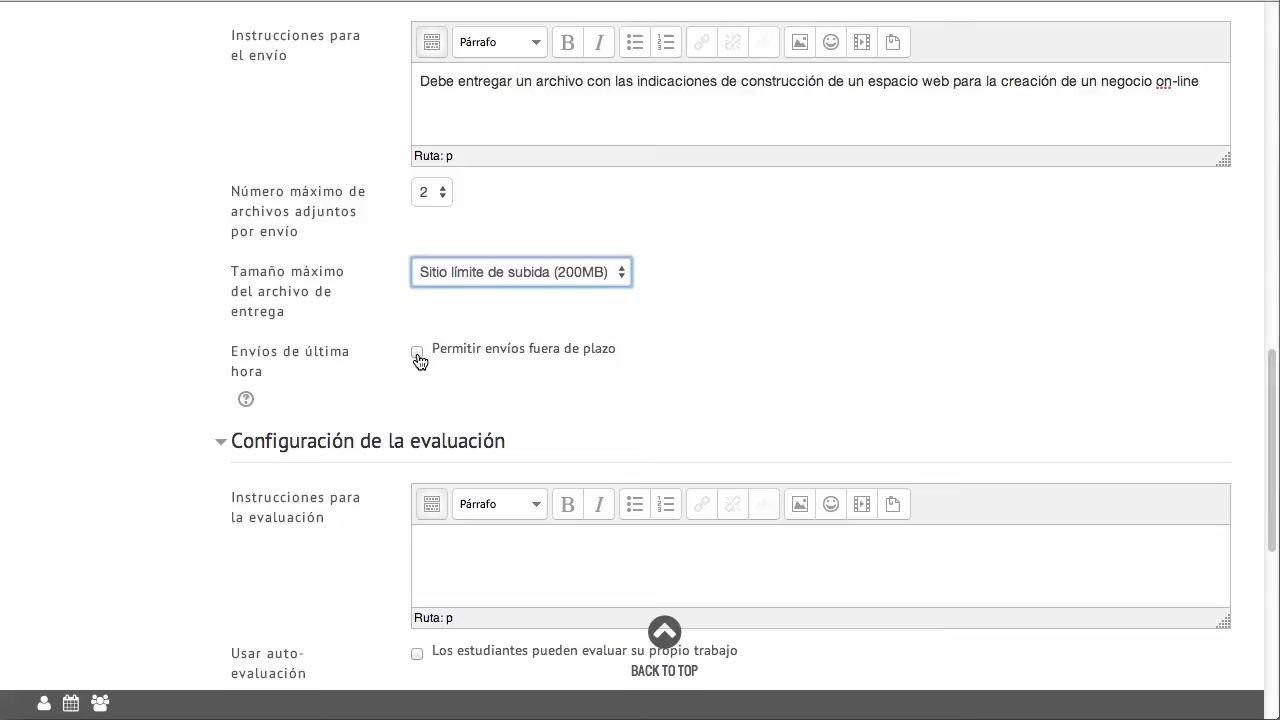 Instrucciones para
el envío
Párrafo
Debe entregar un archivo con las indicaciones de construcción de un espacio web para la creación de un negocio on-line
Ruta: p
Número máximo de
archivos adjuntos
por envío
2
Tamaño máximo
del archivo de
entrega
Sitio límite de subida (200MB)
Envíos de última
hora
Permitir envíos fuera de plazo
Configuración de la evaluación
Instrucciones para
la evaluación
Párrafo
Ruta: p
Usar auto-
evaluación
Los estudiantes pueden evaluar su propio trabajo
BACK TO TOP